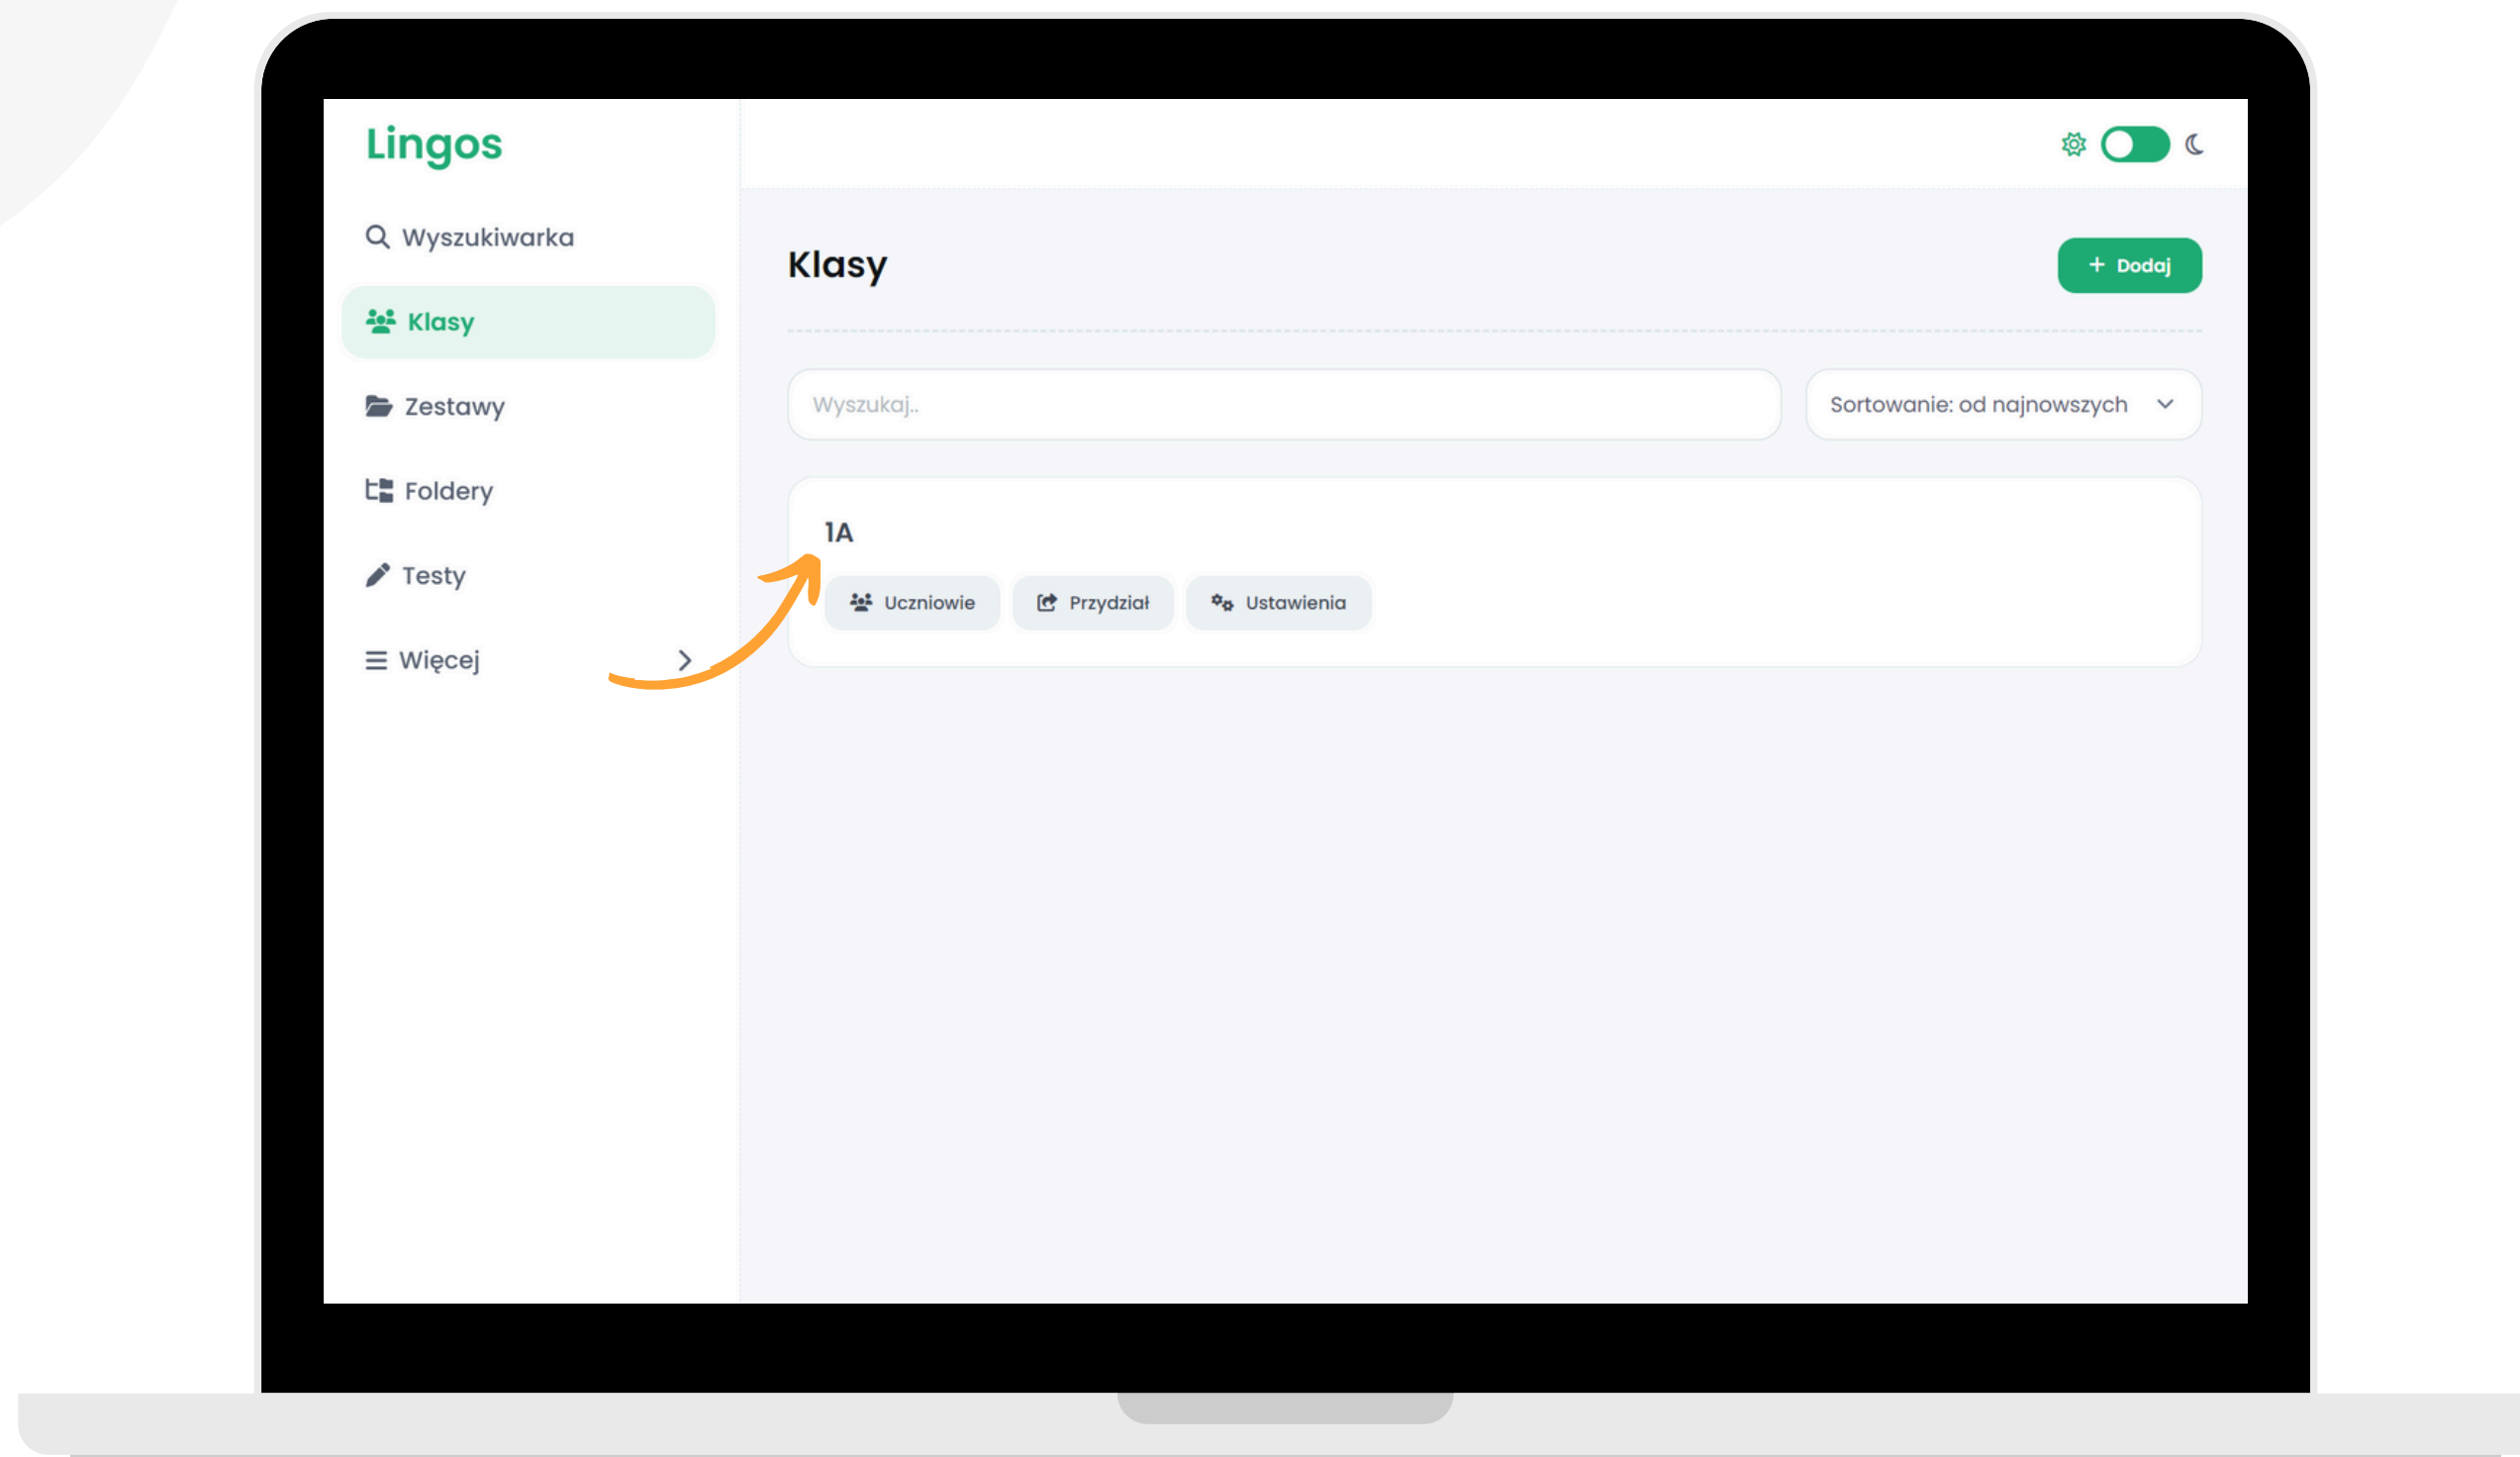 Lingos
Wyszukiwarka
Klasy
Zestawy
Foldery
Testy
Więcej
Klasy
+ Dodaj
Wyszukaj..
Sortowanie: od najnowszych
1A
Uczniowie
Przydział
Ustawienia